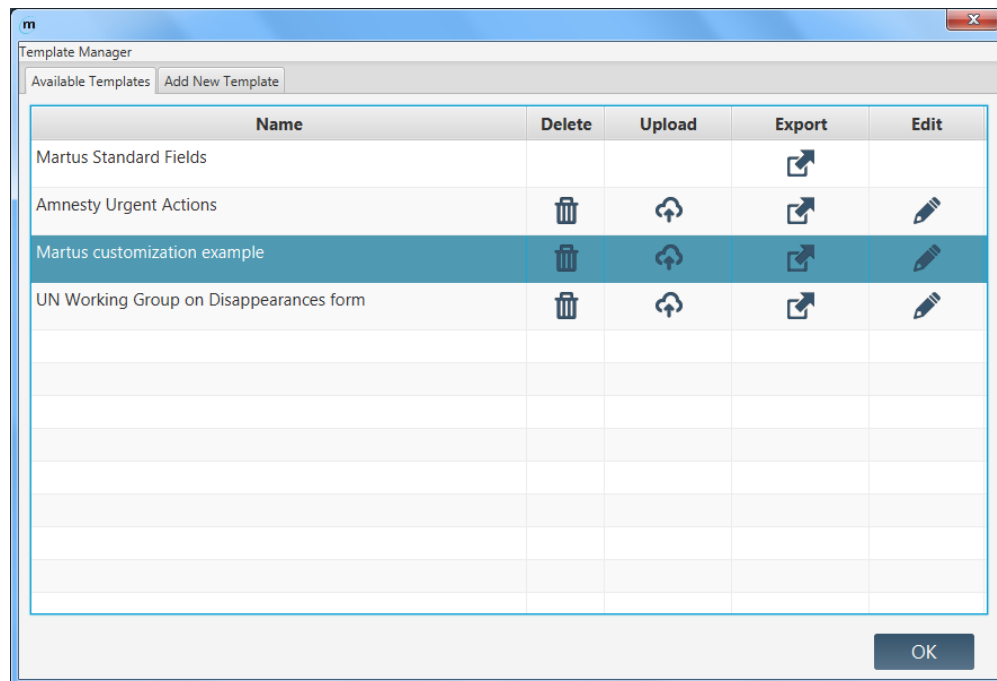 m
Template Manager
Available Templates Add New Template
Name Delete Upload Export Edit
Martus Standard Fields
Amnesty Urgent Actions
Martus customization example
UN Working Group on Disappearances form
OK